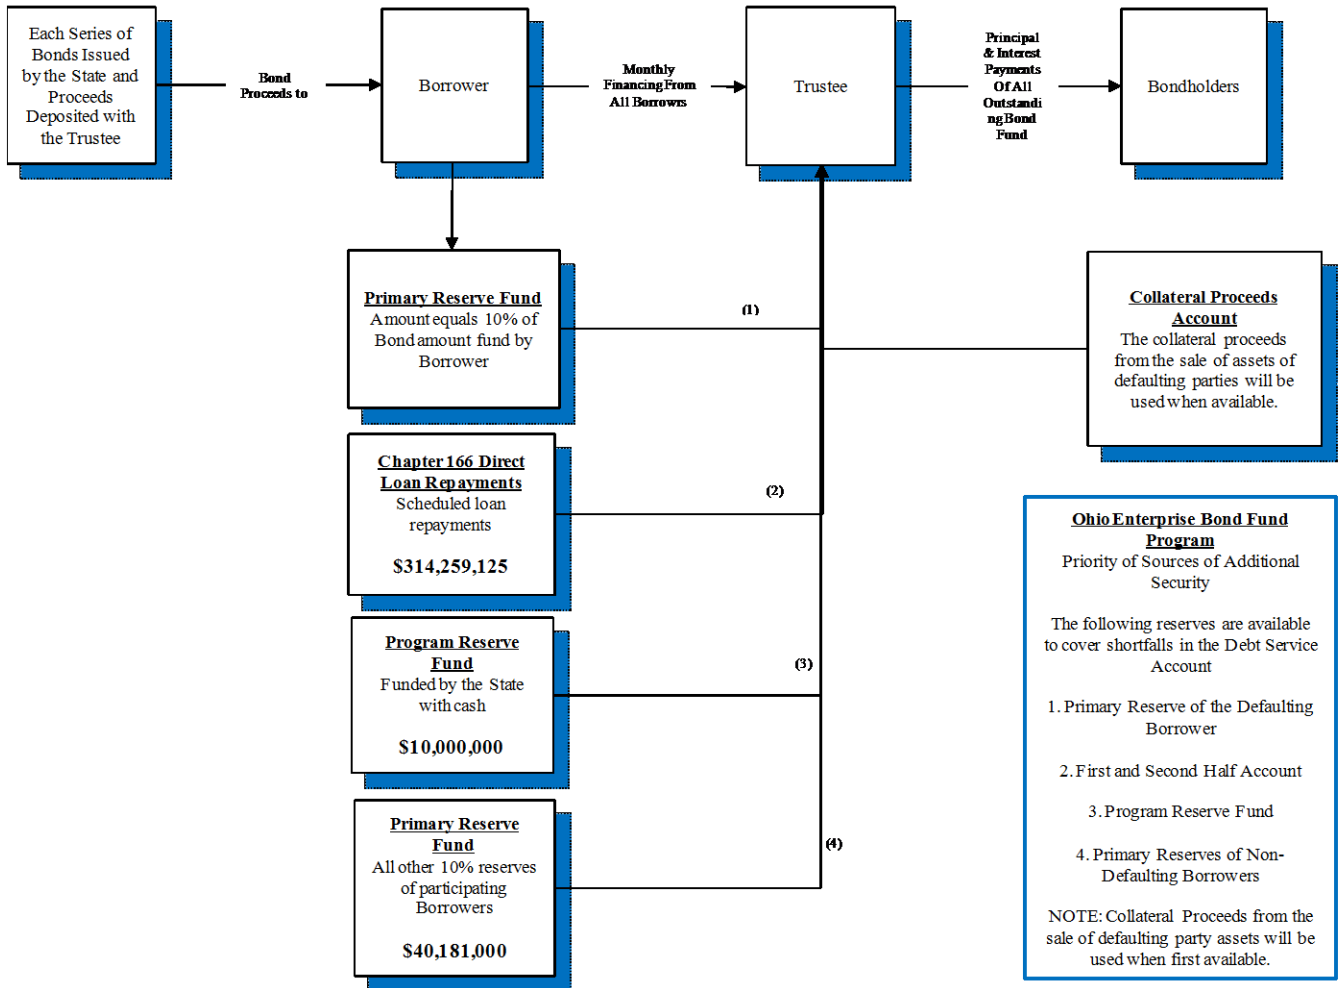 Each Series of
Bonds Issued
by the State and
Proceeds
Deposited with
the Trustee
Bond
Proceeds to
Borrower
Monthly
Financing From
All Borrowrs
Trustee
Principal
& Interest
Payments
Of All
Outstandi
ng Bond
Fund
Bondholders
Primary Reserve Fund
Amount equals 10% of
Bond amount fund by
Borrower
(1)
Collateral Proceeds
Account
The collateral proceeds
from the sale of assets of
defaulting parties will be
used when available.
Chapter 166 Direct
Loan Repayments
Scheduled loan
repayments
$314,259,125
(2)
Program Reserve
Fund
Funded by the State
with cash
$10,000,000
(3)
Primary Reserve
Fund
All other 10% reserves
of participating
Borrowers
$40,181,000
(4)
Ohio Enterprise Bond Fund
Program
Priority of Sources of Additional
Security
The following reserves are available
to cover shortfalls in the Debt Service
Account
1. Primary Reserve of the Defaulting
Borrower
2. First and Second Half Account
3. Program Reserve Fund
4. Primary Reserves of Non-
Defaulting Borrowers
NOTE: Collateral Proceeds from the
sale of defaulting party assets will be
used when first available.